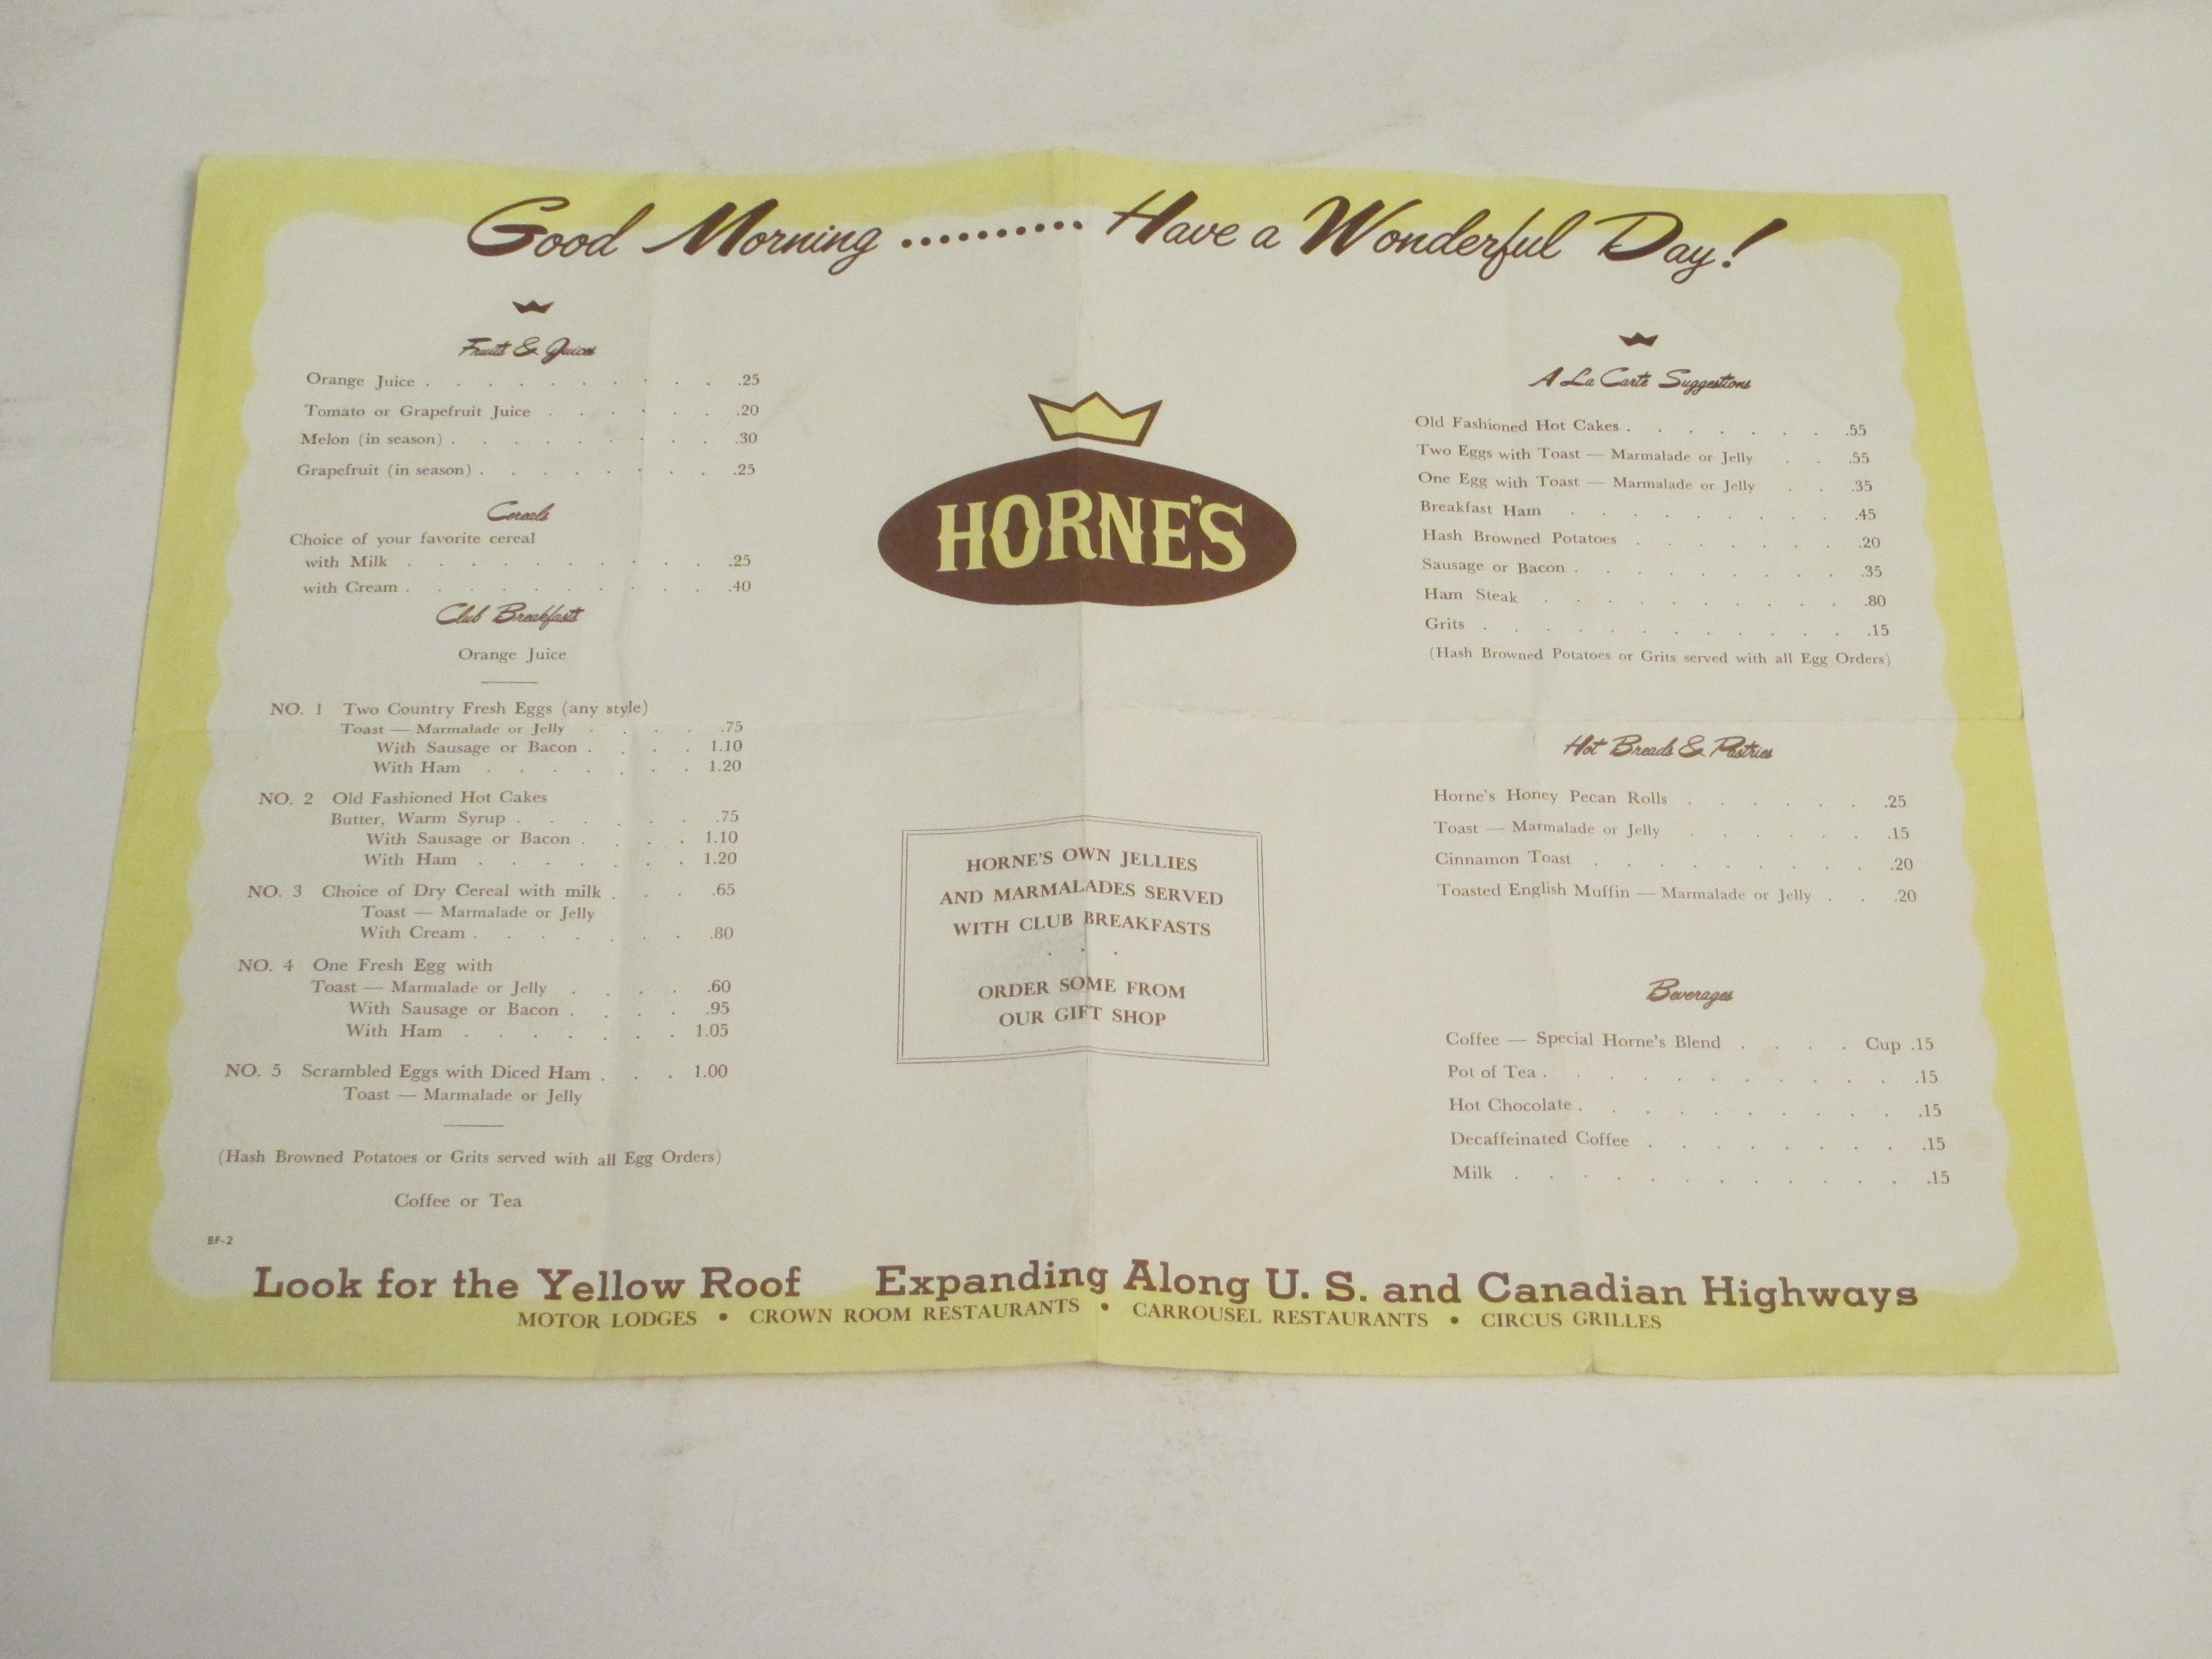 Good Morning .......... Have a Wonderful Day!
Fruits & Juices
Orange Juice . . . . . . . . . . .25
Tomato or Grapefruit Juice . . . . . . .20
Melon (in season) . . . . . . . . . .30
Grapefruit (in season) . . . . . . . . .25
Cereals
Choice of your favorite cereal
with Milk . . . . . . . . . . .25
with Cream . . . . . . . . . . .40
Club Breakfasts
Orange Juice
NO. 1 Two Country Fresh Eggs (any style)
Toast — Marmalade or Jelly . . . . .75
With Sausage or Bacon . . . . 1.10
With Ham . . . . . . . 1.20
NO. 2 Old Fashioned Hot Cakes
Butter, Warm Syrup . . . . . . .75
With Sausage or Bacon . . . . 1.10
With Ham . . . . . . . 1.20
NO. 3 Choice of Dry Cereal with milk . . . .65
Toast — Marmalade or Jelly
With Cream . . . . . . . .80
NO. 4 One Fresh Egg with
Toast — Marmalade or Jelly . . . . .60
With Sausage or Bacon . . . . .95
With Ham . . . . . . . 1.05
NO. 5 Scrambled Eggs with Diced Ham . . . 1.00
Toast — Marmalade or Jelly
(Hash Browned Potatoes or Grits served with all Egg Orders)
Coffee or Tea
BF-2
HORNE'S
HORNE'S OWN JELLIES
AND MARMALADES SERVED
WITH CLUB BREAKFASTS
. . .
ORDER SOME FROM
OUR GIFT SHOP
A La Carte Suggestions
Old Fashioned Hot Cakes . . . . . . . .55
Two Eggs with Toast — Marmalade or Jelly . . .55
One Egg with Toast — Marmalade or Jelly . . .35
Breakfast Ham . . . . . . . . . .45
Hash Browned Potatoes . . . . . . . .20
Sausage or Bacon . . . . . . . . . .35
Ham Steak . . . . . . . . . . .80
Grits . . . . . . . . . . . . .15
(Hash Browned Potatoes or Grits served with all Egg Orders)
Hot Breads & Pastries
Horne's Honey Pecan Rolls . . . . . . .25
Toast — Marmalade or Jelly . . . . . . .15
Cinnamon Toast . . . . . . . . . .20
Toasted English Muffin — Marmalade or Jelly . . .20
Beverages
Coffee — Special Horne's Blend . . . . Cup .15
Pot of Tea . . . . . . . . . . . .15
Hot Chocolate . . . . . . . . . . .15
Decaffeinated Coffee . . . . . . . . .15
Milk . . . . . . . . . . . . .15
Look for the Yellow Roof Expanding Along U. S. and Canadian Highways
MOTOR LODGES • CROWN ROOM RESTAURANTS • CARROUSEL RESTAURANTS • CIRCUS GRILLES